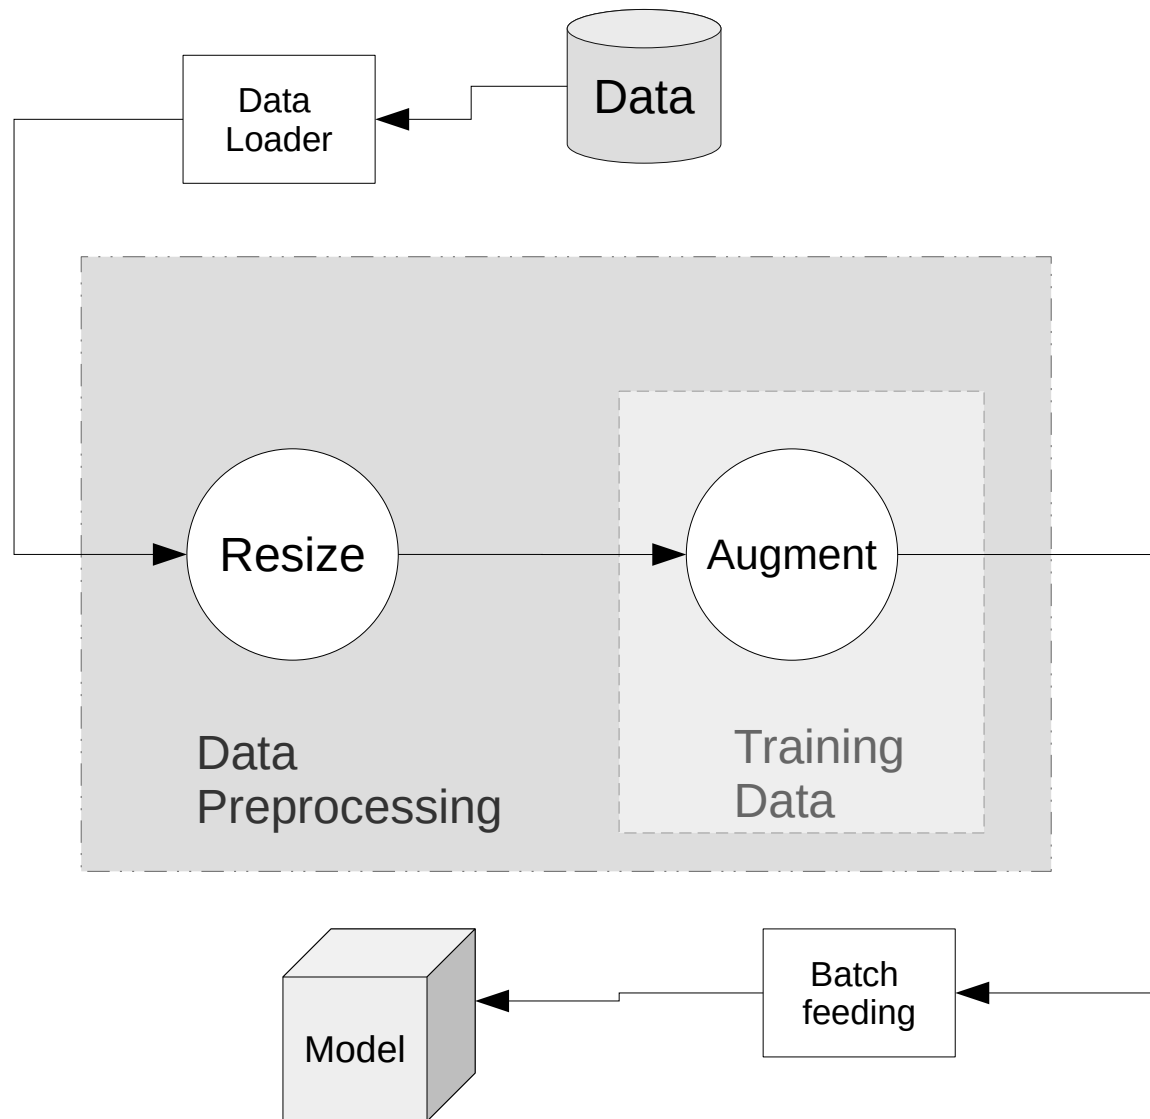 Data
Data
Loader
Resize
Augment
Data
Preprocessing
Training
Data
Model
Batch
feeding